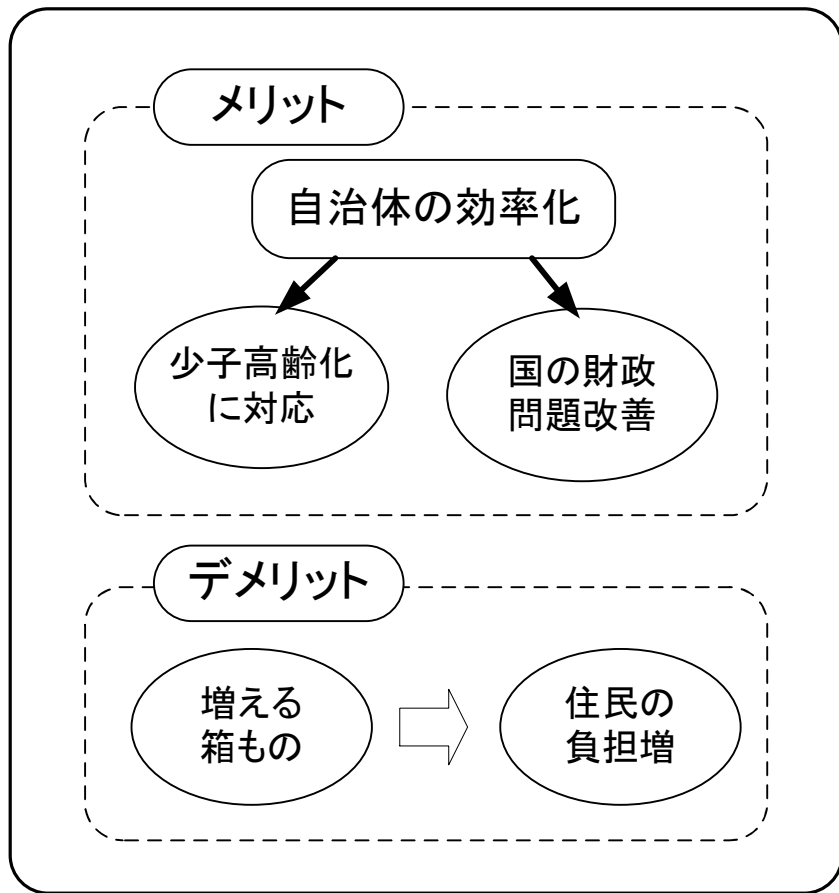 メリット
自治体の効率化
少子高齢化
に対応
国の財政
問題改善
デメリット
増える
箱もの
住民の
負担増